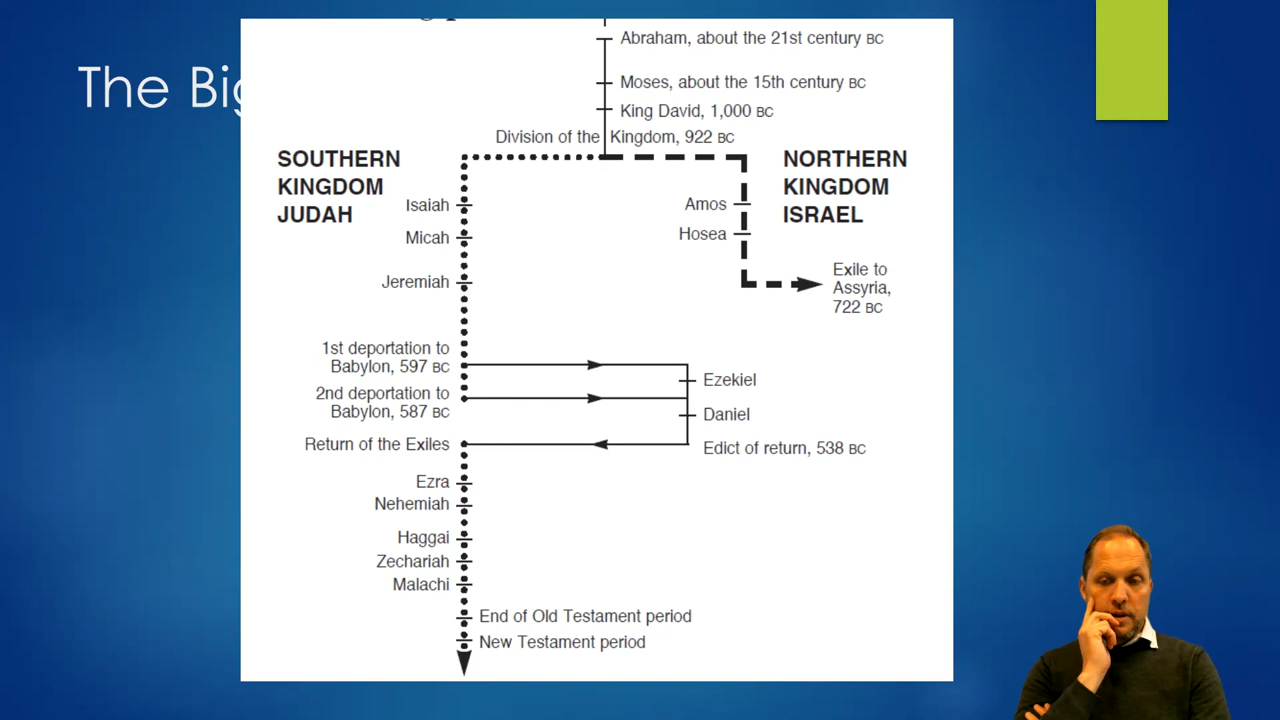 The Big
Abraham, about the 21st century BC
Moses, about the 15th century BC
King David, 1,000 BC
Division of the Kingdom, 922 BC
SOUTHERN
KINGDOM
JUDAH
NORTHERN
KINGDOM
ISRAEL
Isaiah
Micah
Jeremiah
Amos
Hosea
Exile to
Assyria,
722 BC
1st deportation to
Babylon, 597 BC
2nd deportation to
Babylon, 587 BC
Return of the Exiles
Ezekiel
Daniel
Edict of return, 538 BC
Ezra
Nehemiah
Haggai
Zechariah
Malachi
End of Old Testament period
New Testament period